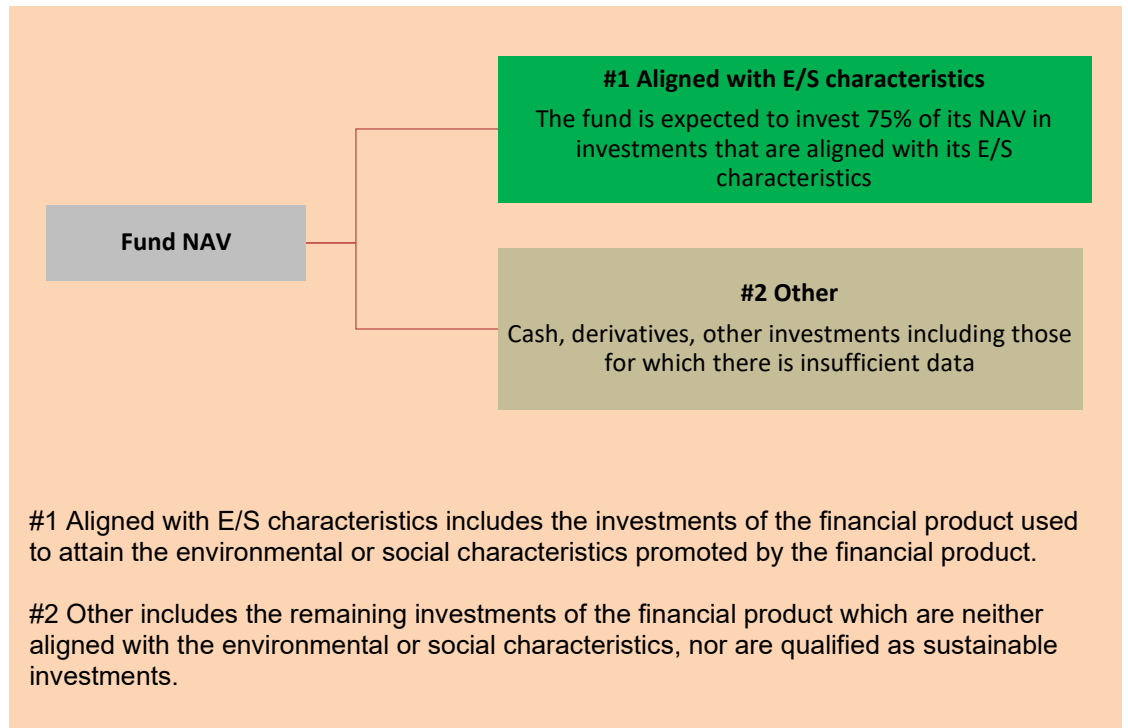 #1 Aligned with E/S characteristics
The fund is expected to invest 75% of its NAV in
investments that are aligned with its E/S
characteristics
Fund NAV
#2 Other
Cash, derivatives, other investments including those
for which there is insufficient data
#1 Aligned with E/S characteristics includes the investments of the financial product used
to attain the environmental or social characteristics promoted by the financial product.
#2 Other includes the remaining investments of the financial product which are neither
aligned with the environmental or social characteristics, nor are qualified as sustainable
investments.